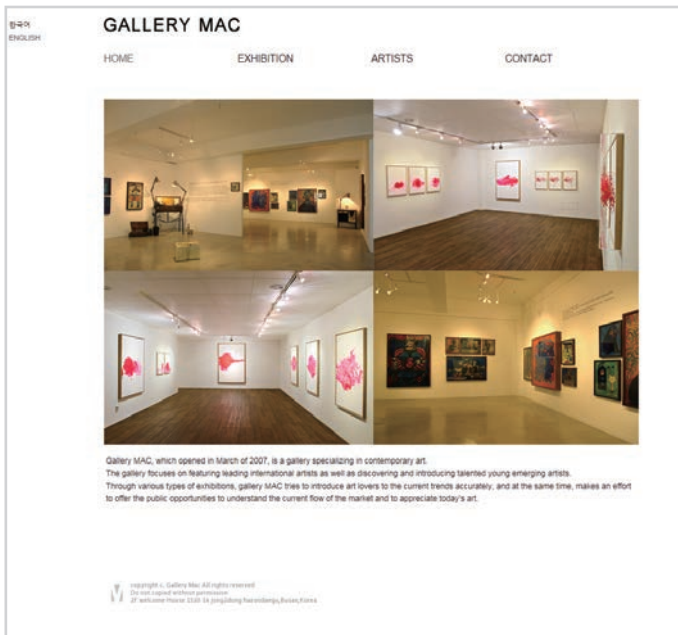 한국어
ENGLISH
GALLERY MAC
HOME
EXHIBITION
ARTISTS
CONTACT
Gallery MAC, which opened in March of 2007, is a gallery specializing in contemporary art.
The gallery focuses on featuring leading international artists as well as discovering and introducing talented young emerging artists.
Through various types of exhibitions, gallery MAC tries to introduce art lovers to the current trends accurately, and at the same time, makes an effort
to offer the public opportunities to understand the current flow of the market and to appreciate today's art.
M
copyright c. Gallery Mac All rights reserved
Do not copied without permission
2F welcome House Busan,Korea